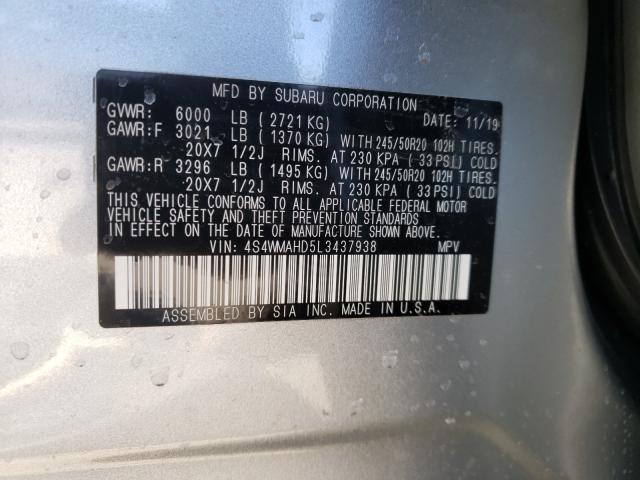 MFD BY SUBARU CORPORATION
GVWR: 6000 LB (2721 KG) DATE: 11/19
GAWR:F 3021 LB (1370 KG) WITH 245/50R20 102H TIRES.
20X7 1/2J RIMS. AT 230 KPA (33 PSI) COLD
GAWR:R 3296 LB (1495 KG) WITH 245/50R20 102H TIRES.
20X7 1/2J RIMS. AT 230 KPA (33 PSI) COLD
THIS VEHICLE CONFORMS TO ALL APPLICABLE FEDERAL MOTOR
VEHICLE SAFETY AND THEFT PREVENTION STANDARDS
IN EFFECT ON THE DATE OF MANUFACTURE SHOWN ABOVE.
VIN: 4S4WMAHD5L3437938 MPV
ASSEMBLED BY SIA INC. MADE IN U.S.A.